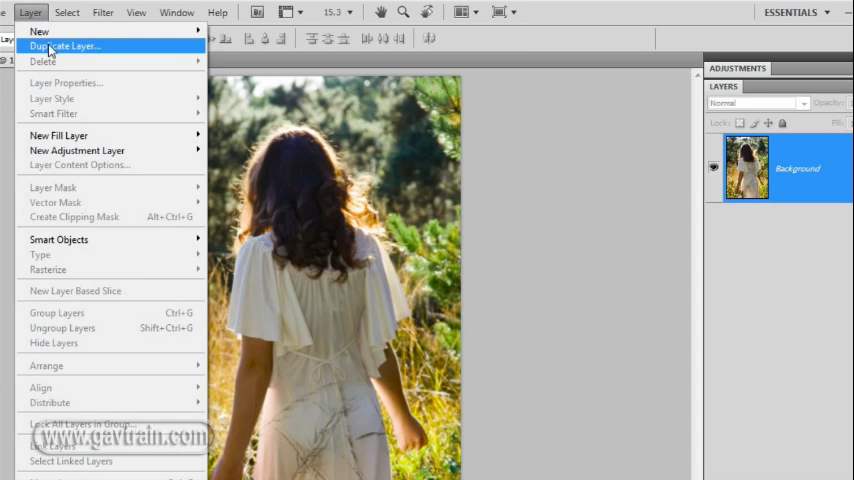 Layer Select Filter View Window Help Br 15.3 ESSENTIALS
New
Duplicate Layer...
Delete
Layer Properties...
Layer Style
Smart Filter
New Fill Layer
New Adjustment Layer
Layer Content Options...
Layer Mask
Vector Mask
Create Clipping Mask Alt+Ctrl+G
Smart Objects
Type
Rasterize
New Layer Based Slice
Group Layers Ctrl+G
Ungroup Layers Shift+Ctrl+G
Hide Layers
Arrange
Align
Distribute
Lock All Layers in Group...
www.gavtrain.com
Link Layers
Select Linked Layers
ADJUSTMENTS
LAYERS
Normal Opacity:
Lock: Fill:
Background